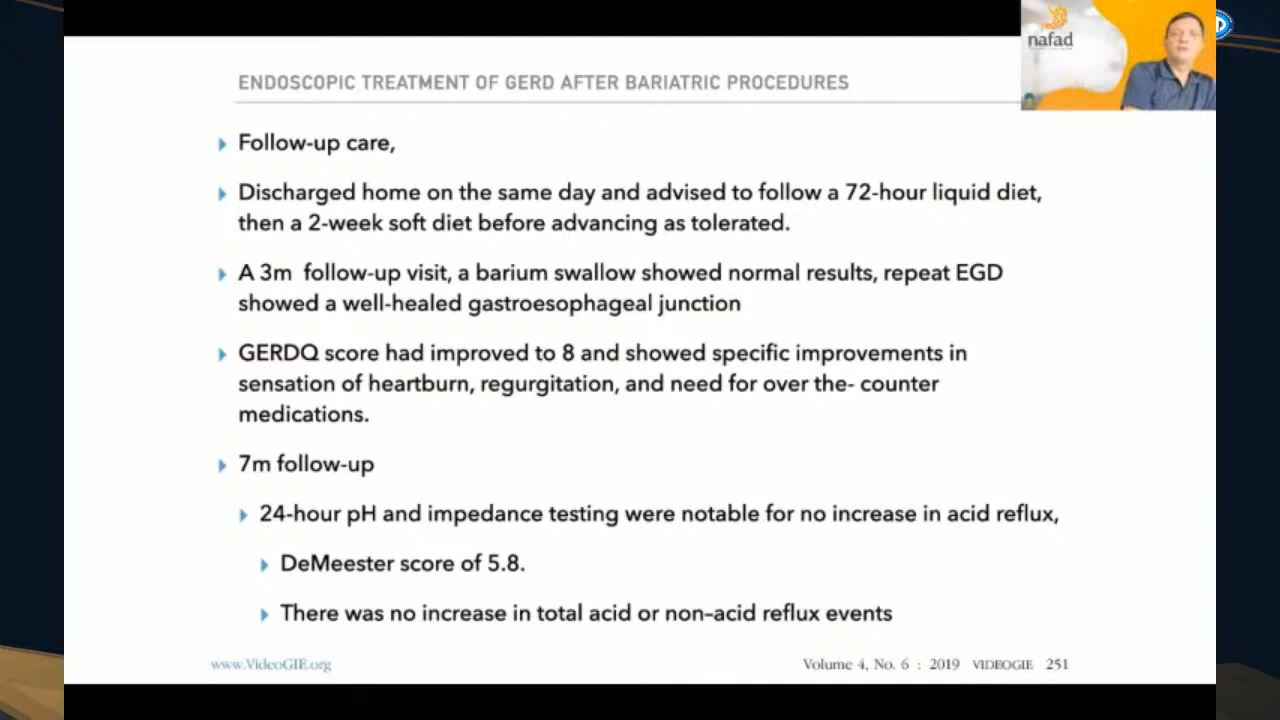 nafad
ENDOSCOPIC TREATMENT OF GERD AFTER BARIATRIC PROCEDURES
Follow-up care,
Discharged home on the same day and advised to follow a 72-hour liquid diet,
then a 2-week soft diet before advancing as tolerated.
A 3m follow-up visit, a barium swallow showed normal results, repeat EGD
showed a well-healed gastroesophageal junction
GERDQ score had improved to 8 and showed specific improvements in
sensation of heartburn, regurgitation, and need for over the- counter
medications.
7m follow-up
24-hour pH and impedance testing were notable for no increase in acid reflux,
DeMeester score of 5.8.
There was no increase in total acid or non–acid reflux events
www.VideoGIE.org
Volume 4, No. 6 : 2019 VIDEOGIE 251